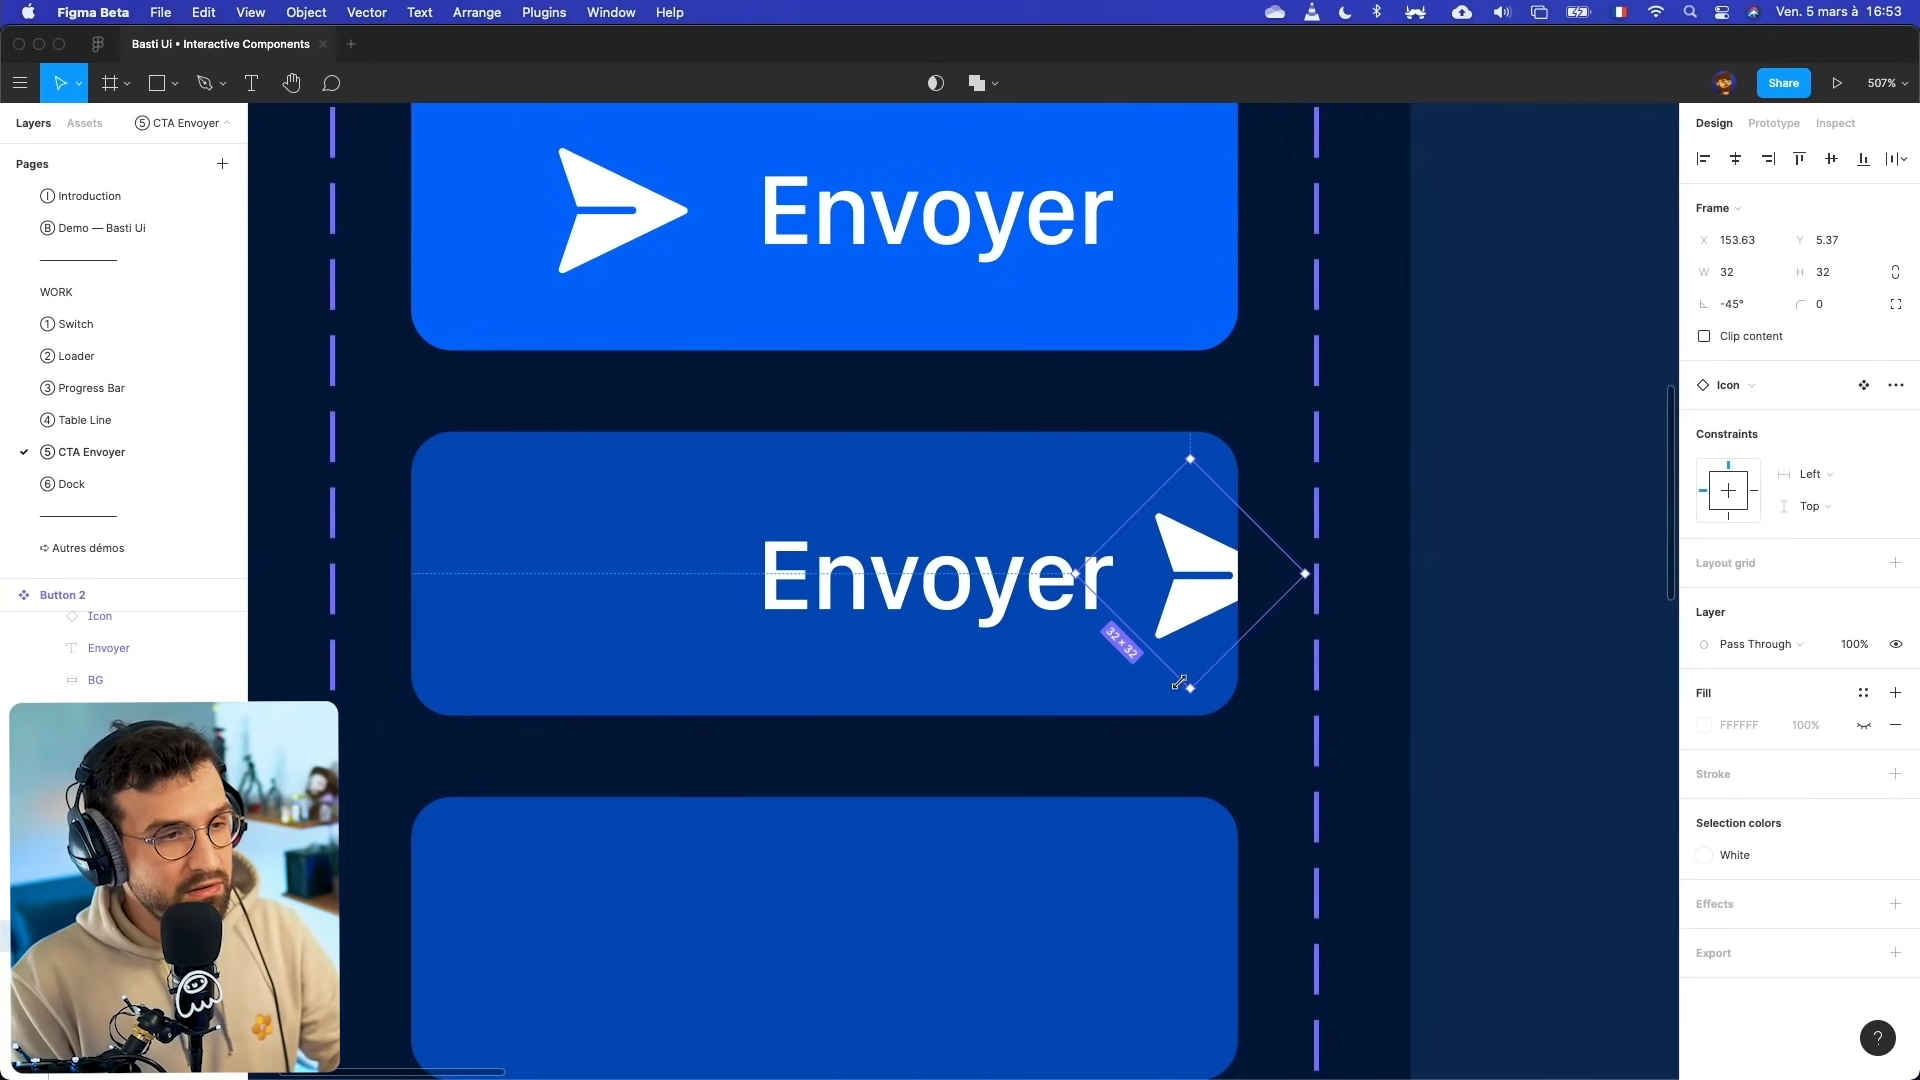 Figma Beta File Edit View Object Vector Text Arrange Plugins Window Help Ven. 5 mars à 16:53
Basti Ui • Interactive Components
Share 507%
Layers Assets 5 CTA Envoyer
Pages
I Introduction
B Demo — Basti Ui
WORK
1 Switch
2 Loader
3 Progress Bar
4 Table Line
5 CTA Envoyer
6 Dock
Autres démos
Button 2
Icon
Envoyer
BG
Envoyer
Envoyer
32 × 32
Design Prototype Inspect
Frame
X 153.63 Y 5.37
W 32 H 32
-45° 0
Clip content
Icon
Constraints
Left
Top
Layout grid
Layer
Pass Through 100%
Fill
FFFFFF 100%
Stroke
Selection colors
White
Effects
Export
?